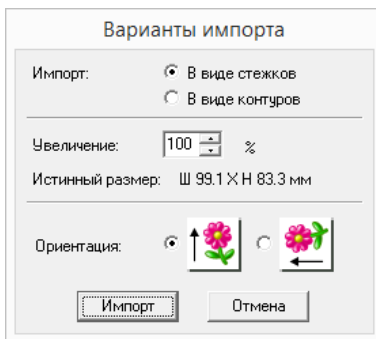 Варианты импорта
Импорт: В виде стежков
В виде контуров
Увеличение: 100 %
Истинный размер: Ш 99.1 X Н 83.3 мм
Ориентация:
Импорт Отмена